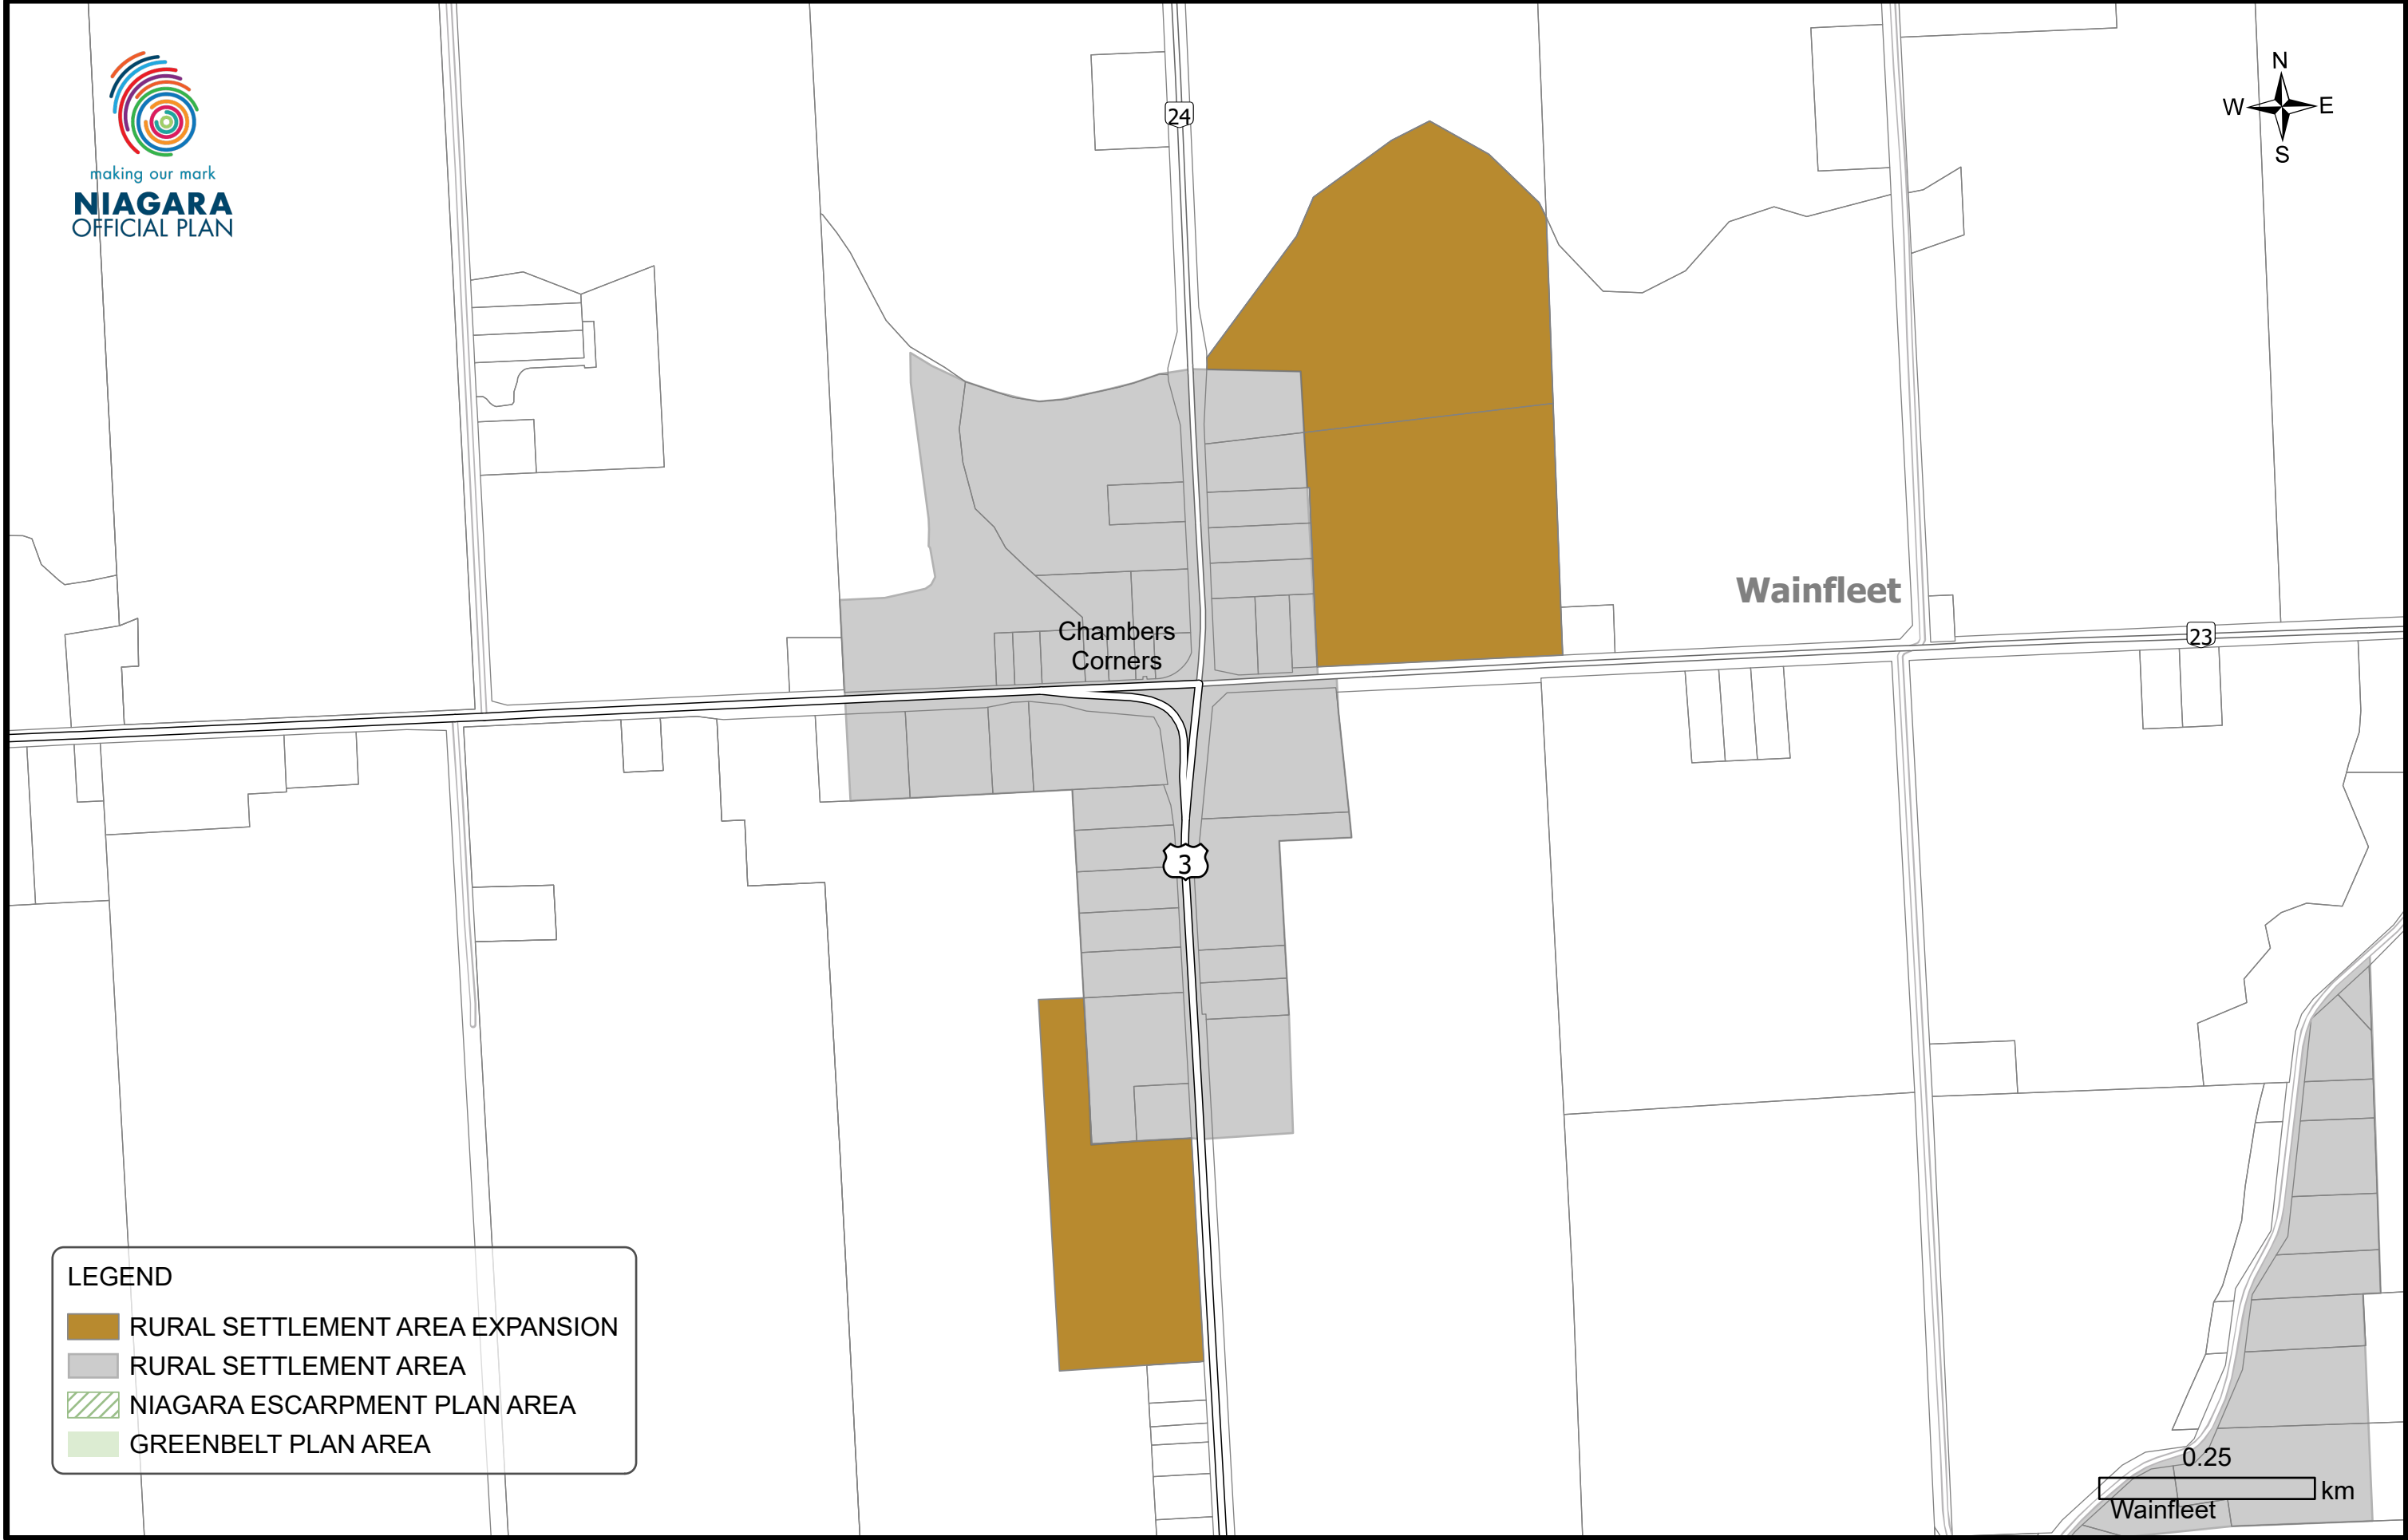 making our mark
NIAGARA
OFFICIAL PLAN
N
W
E
S
24
Wainfleet
Chambers
Corners
23
3
LEGEND
RURAL SETTLEMENT AREA EXPANSION
RURAL SETTLEMENT AREA
NIAGARA ESCARPMENT PLAN AREA
GREENBELT PLAN AREA
0.25
km
Wainfleet